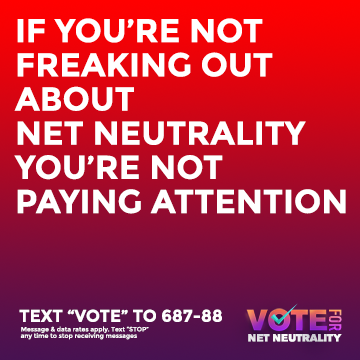 IF YOU'RE NOT
FREAKING OUT
ABOUT
NET NEUTRALITY
YOU'RE NOT
PAYING ATTENTION
TEXT “VOTE” TO 687-88
Message & data rates apply. Text "STOP"
any time to stop receiving messages
VOTE FOR
NET NEUTRALITY